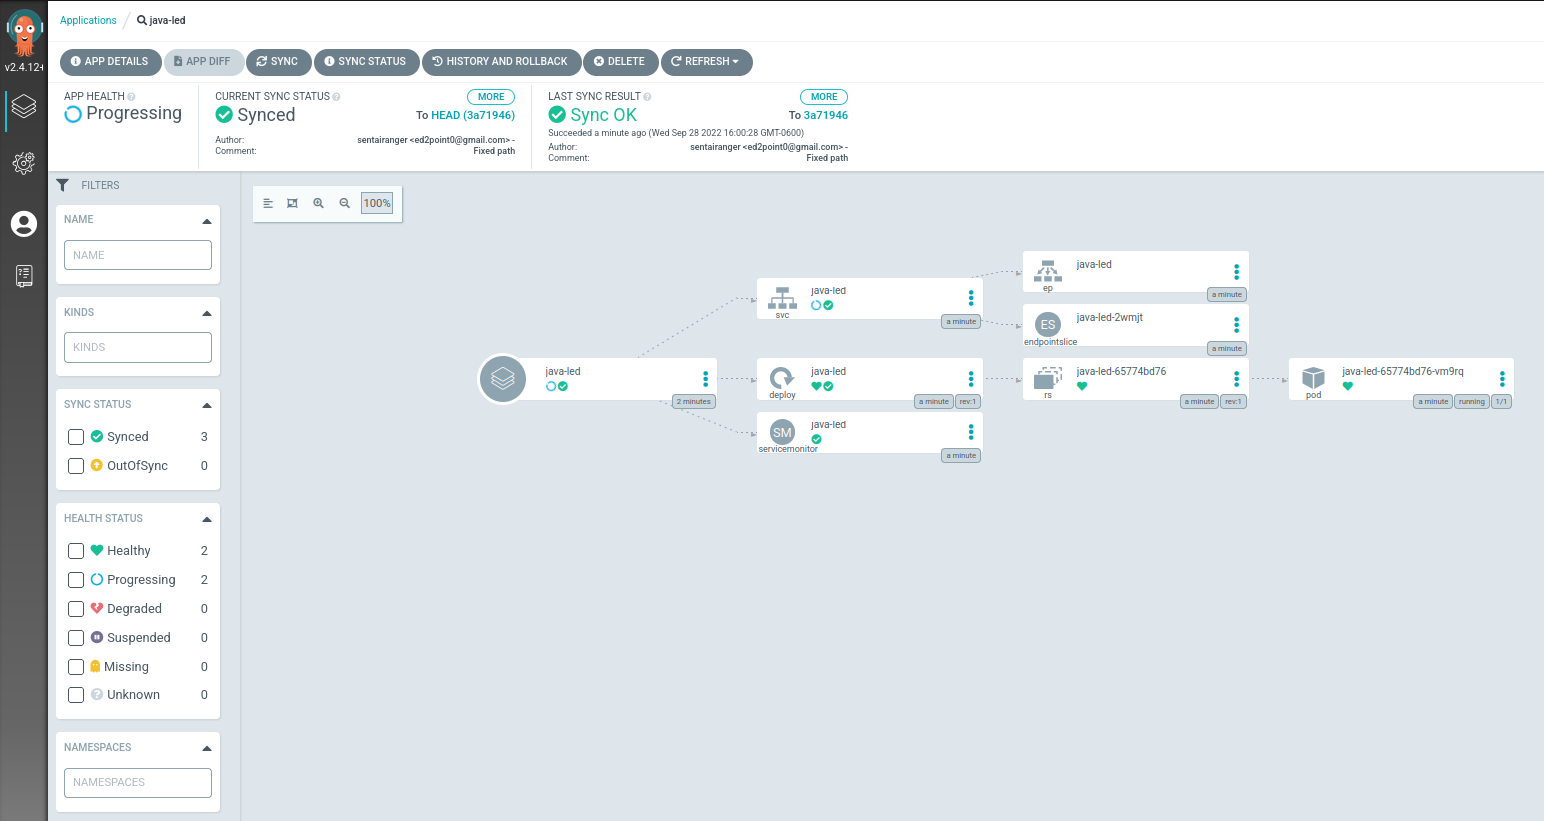 Applications / java-led
v2.4.12+
APP DETAILS
APP DIFF
SYNC
SYNC STATUS
HISTORY AND ROLLBACK
DELETE
REFRESH
APP HEALTH
Progressing
CURRENT SYNC STATUS
MORE
Synced
To HEAD (3a71946)
Author:
sentairanger <ed2point0@gmail.com> -
Comment:
Fixed path
LAST SYNC RESULT
MORE
Sync OK
To 3a71946
Succeeded a minute ago (Wed Sep 28 2022 16:00:28 GMT-0600)
Author:
sentairanger <ed2point0@gmail.com> -
Comment:
Fixed path
FILTERS
NAME
NAME
KINDS
KINDS
SYNC STATUS
Synced 3
OutOfSync 0
HEALTH STATUS
Healthy 2
Progressing 2
Degraded 0
Suspended 0
Missing 0
Unknown 0
NAMESPACES
NAMESPACES
100%
java-led
2 minutes
svc
java-led
a minute
deploy
java-led
a minute
rev:1
SM
servicemonitor
java-led
a minute
ep
java-led
a minute
ES
endpointslice
java-led-2wmjt
a minute
rs
java-led-65774bd76
a minute
rev:1
pod
java-led-65774bd76-vm9rq
a minute
running
1/1